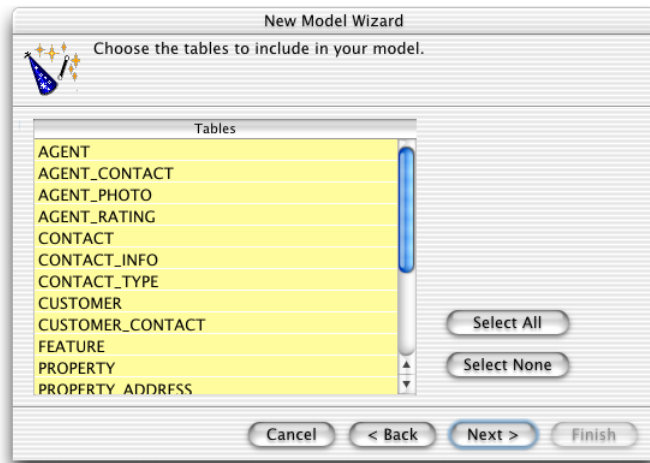 New Model Wizard
Choose the tables to include in your model.
Tables
AGENT
AGENT_CONTACT
AGENT_PHOTO
AGENT_RATING
CONTACT
CONTACT_INFO
CONTACT_TYPE
CUSTOMER
CUSTOMER_CONTACT
FEATURE
PROPERTY
PROPERTY_ADDRESS
Select All
Select None
Cancel
< Back
Next >
Finish